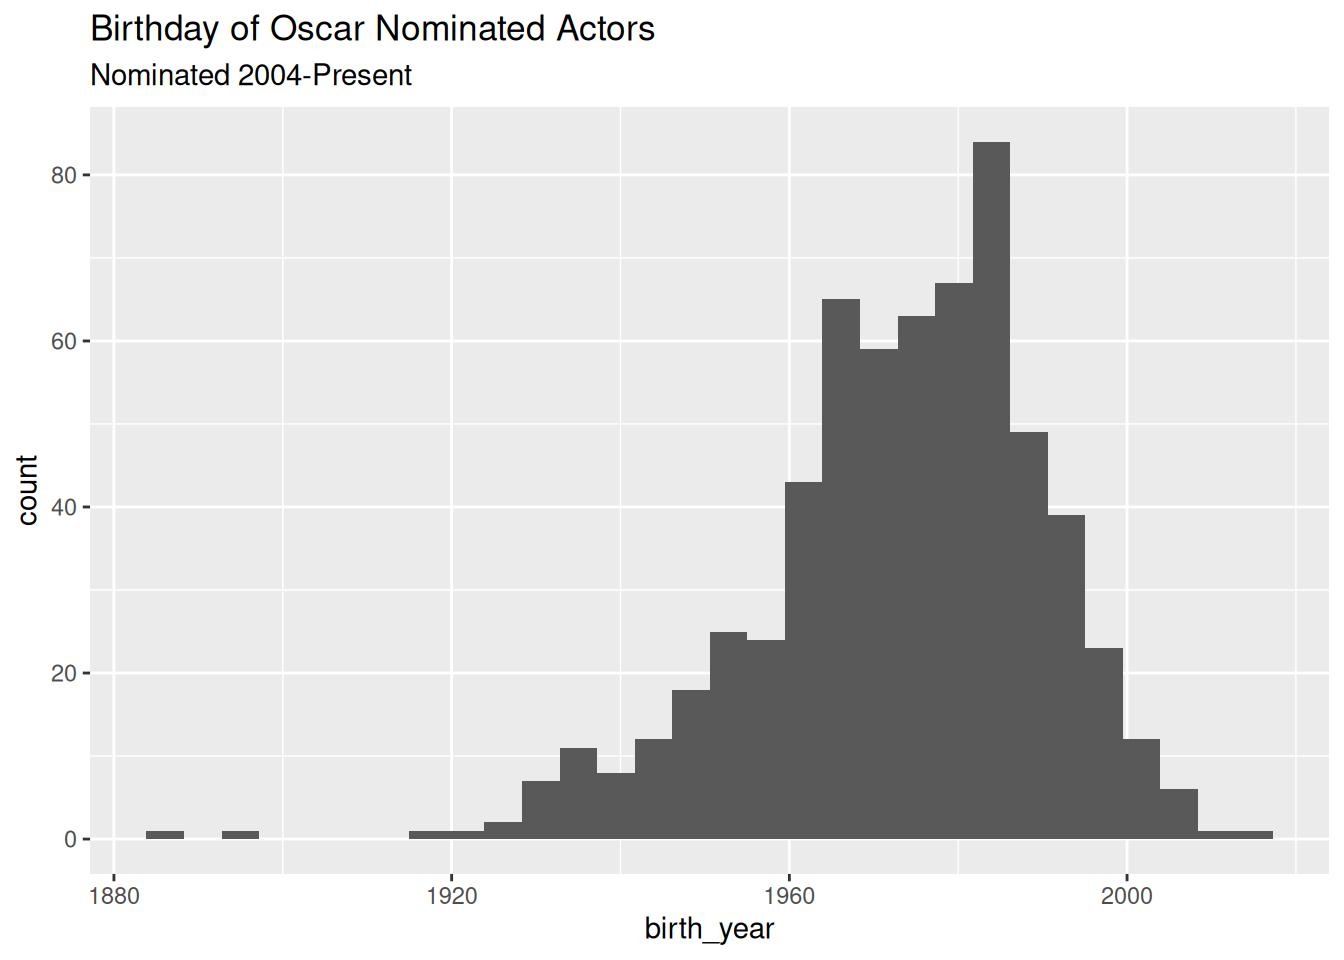 Birthday of Oscar Nominated Actors
Nominated 2004-Present
80
60
40
20
0
count
1880 1920 1960 2000
birth_year